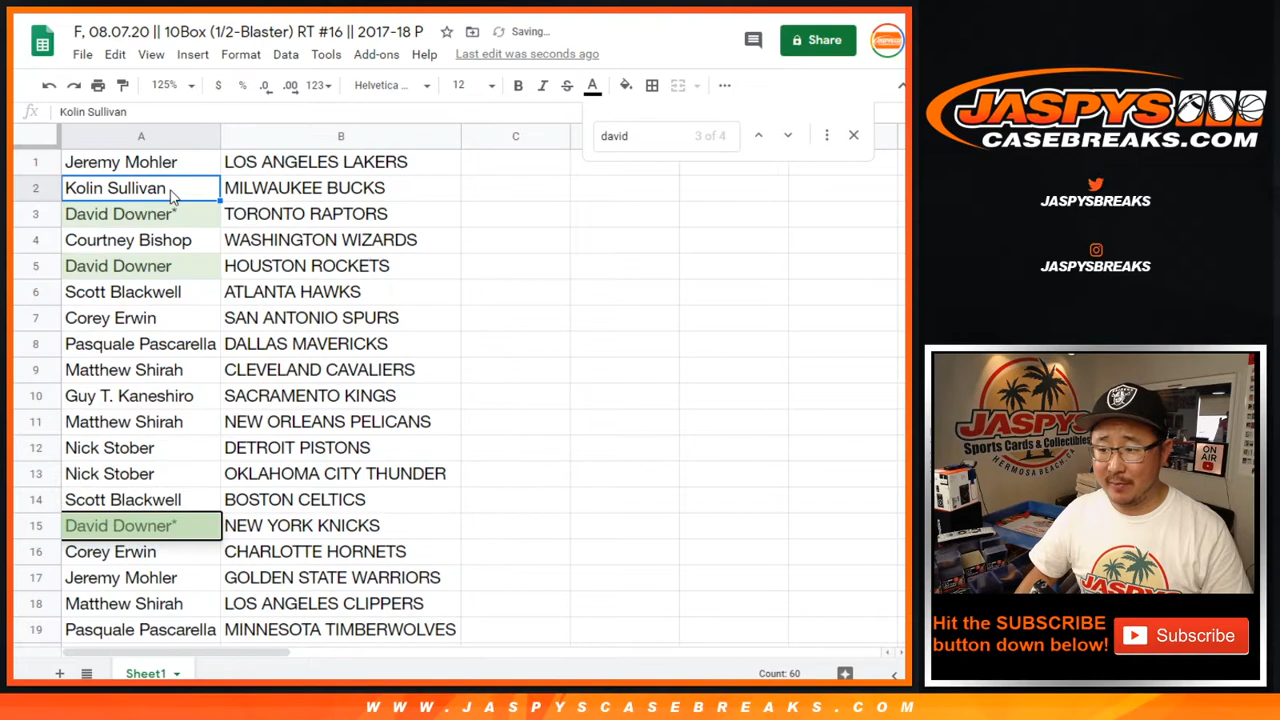 F, 08.07.20 || 10Box (1/2-Blaster) RT #16 || 2017-18 P
Saving...
File Edit View Insert Format Data Tools Add-ons Help Last edit was seconds ago
Share
125% $ % .0 .00 123 Helvetica ... 12 B I S A ...
fx Kolin Sullivan
david 3 of 4
A B C
1 Jeremy Mohler LOS ANGELES LAKERS
2 Kolin Sullivan MILWAUKEE BUCKS
3 David Downer* TORONTO RAPTORS
4 Courtney Bishop WASHINGTON WIZARDS
5 David Downer HOUSTON ROCKETS
6 Scott Blackwell ATLANTA HAWKS
7 Corey Erwin SAN ANTONIO SPURS
8 Pasquale Pascarella DALLAS MAVERICKS
9 Matthew Shirah CLEVELAND CAVALIERS
10 Guy T. Kaneshiro SACRAMENTO KINGS
11 Matthew Shirah NEW ORLEANS PELICANS
12 Nick Stober DETROIT PISTONS
13 Nick Stober OKLAHOMA CITY THUNDER
14 Scott Blackwell BOSTON CELTICS
15 David Downer* NEW YORK KNICKS
16 Corey Erwin CHARLOTTE HORNETS
17 Jeremy Mohler GOLDEN STATE WARRIORS
18 Matthew Shirah LOS ANGELES CLIPPERS
19 Pasquale Pascarella MINNESOTA TIMBERWOLVES
Sheet1
Count: 60
JASPYS
CASEBREAKS.COM
JASPYSBREAKS
JASPYSBREAKS
JASPYS
Sports Cards & Collectibles
HERMOSA BEACH
ON AIR
RAIDERS
JASPYS
Hit the SUBSCRIBE
button down below!
Subscribe
WWW.JASPYSCASEBREAKS.COM